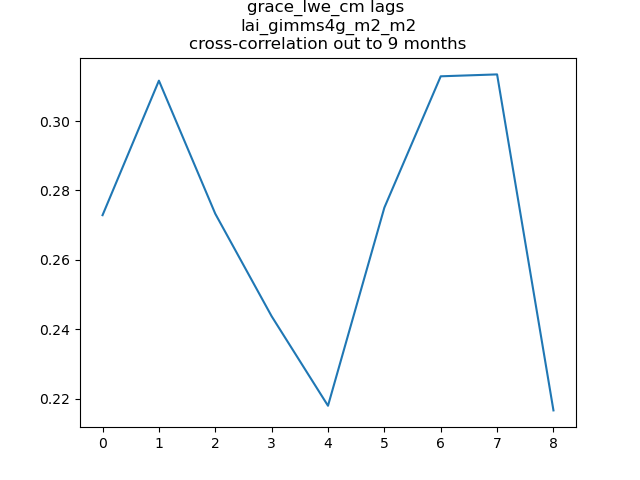 grace_lwe_cm lags
lai_gimms4g_m2_m2
cross-correlation out to 9 months
0.30
0.28
0.26
0.24
0.22
0 1 2 3 4 5 6 7 8